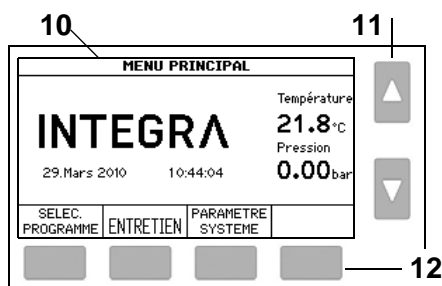 10
11
MENU PRINCIPAL
Température
INTEGRA
21.8°C
Pression
29.Mars 2010 10:44:04
0.00bar
SELEC. PROGRAMME
ENTRETIEN
PARAMETRE SYSTEME
12